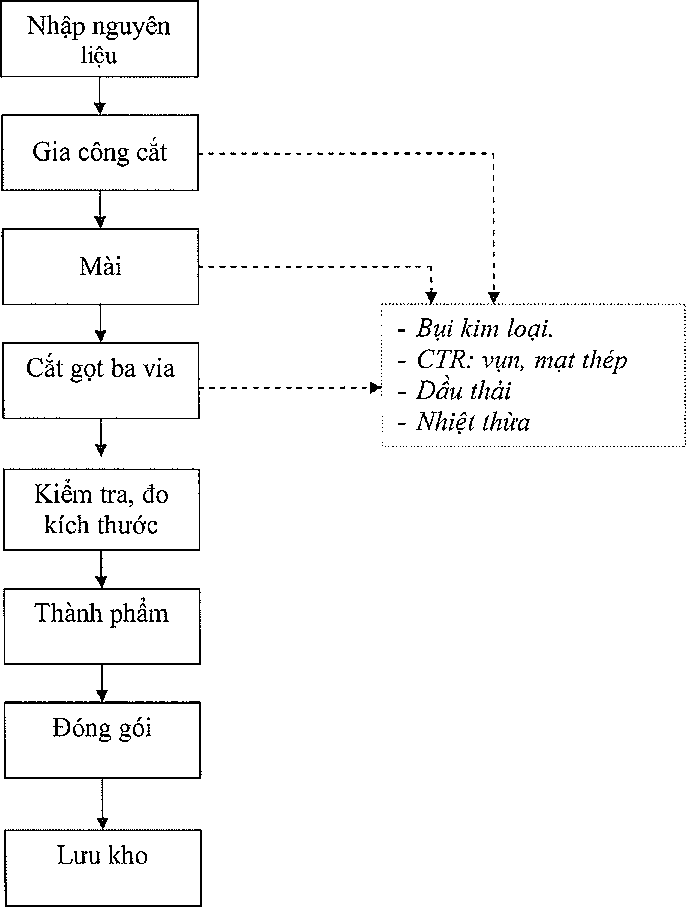 Nhập nguyên
liệu
Gia công cắt
Mài
Cắt gọt ba via
- Bụi kim loại.
- CTR: vụn, mạt thép
- Dầu thải
- Nhiệt thừa
Kiểm tra, đo
kích thước
Thành phẩm
Đóng gói
Lưu kho